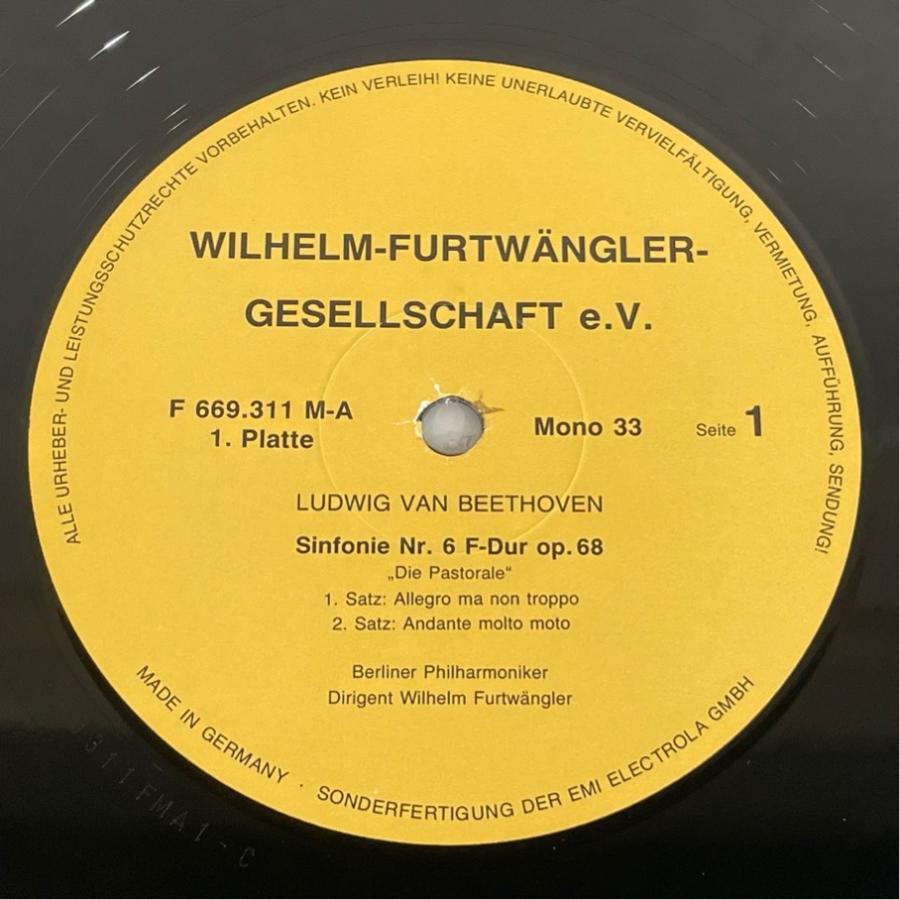 ALLE URHEBER- UND LEISTUNGSSCHUTZRECHTE VORBEHALTEN. KEIN VERLEIH! KEINE UNERLAUBTE VERVIELFÄLTIGUNG, VERMIETUNG, AUFFÜHRUNG, SENDUNG!
WILHELM-FURTWÄNGLER-
GESELLSCHAFT e.V.
F 669.311 M-A
1. Platte
Mono 33
Seite 1
LUDWIG VAN BEETHOVEN
Sinfonie Nr. 6 F-Dur op. 68
„Die Pastorale“
1. Satz: Allegro ma non troppo
2. Satz: Andante molto moto
Berliner Philharmoniker
Dirigent Wilhelm Furtwängler
MADE IN GERMANY · SONDERFERTIGUNG DER EMI ELECTROLA GMBH
311 FMA 1 - C